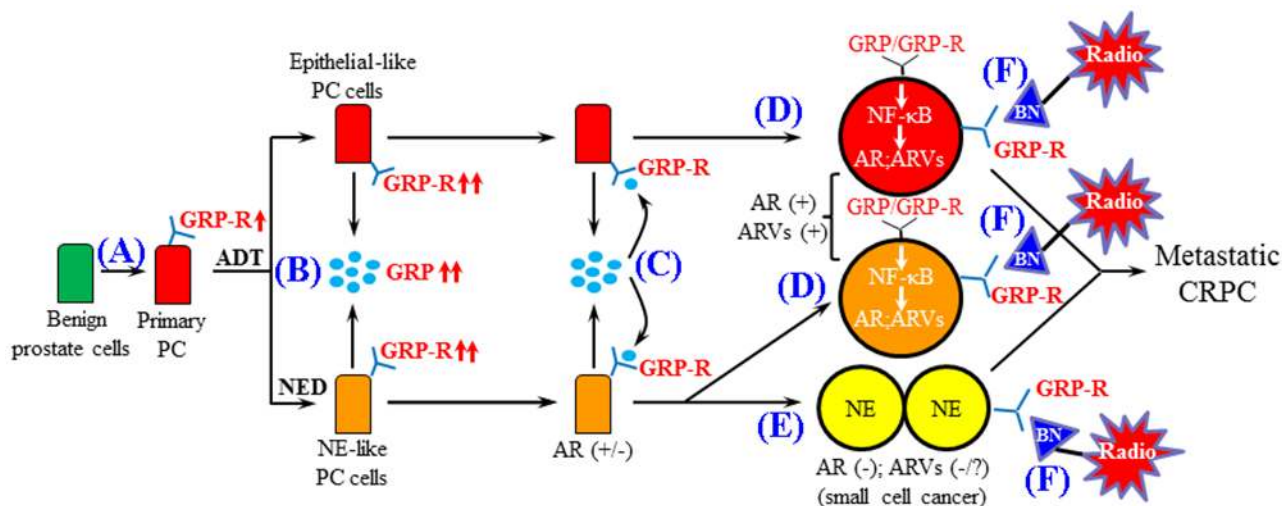 Epithelial-like
PC cells
GRP-R↑↑
GRP-R↑
(A)
ADT
(B)
GRP ↑↑
Benign
prostate cells
Primary
PC
NED
GRP-R↑↑
NE-like
PC cells
GRP-R
(C)
GRP-R
AR (+/-)
(D)
GRP/GRP-R
NF-κB
AR;ARVs
(F)
BN
Radio
GRP-R
AR (+)
ARVs (+)
GRP/GRP-R
(D)
NF-κB
AR;ARVs
(F)
BN
Radio
GRP-R
Metastatic
CRPC
(E)
NE
NE
GRP-R
BN
Radio
(F)
AR (-); ARVs (-/?)
(small cell cancer)